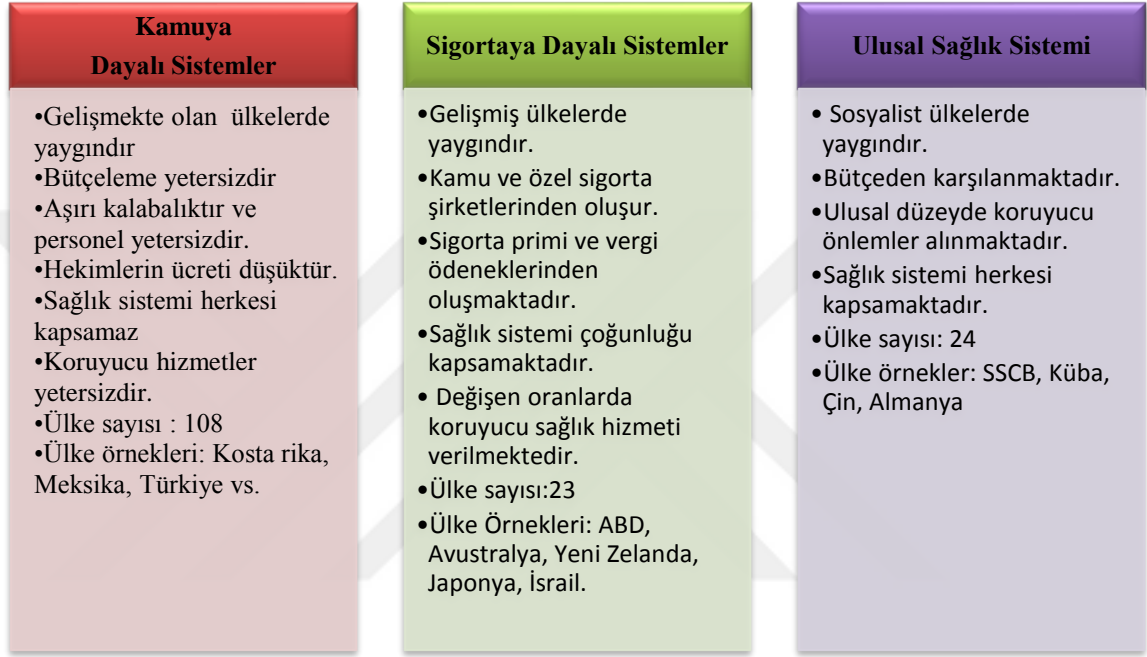 Kamuya
Dayalı Sistemler
•Gelişmekte olan ülkelerde
yaygındır
•Bütçeleme yetersizdir
•Aşırı kalabalıktır ve
personel yetersizdir.
•Hekimlerin ücreti düşüktür.
•Sağlık sistemi herkesi
kapsamaz
•Koruyucu hizmetler
yetersizdir.
•Ülke sayısı : 108
•Ülke örnekleri: Kosta rika,
Meksika, Türkiye vs.
Sigortaya Dayalı Sistemler
•Gelişmiş ülkelerde
yaygındır.
•Kamu ve özel sigorta
şirketlerinden oluşur.
•Sigorta primi ve vergi
ödeneklerinden
oluşmaktadır.
•Sağlık sistemi çoğunluğu
kapsamaktadır.
• Değişen oranlarda
koruyucu sağlık hizmeti
verilmektedir.
•Ülke sayısı:23
•Ülke Örnekleri: ABD,
Avustralya, Yeni Zelanda,
Japonya, İsrail.
Ulusal Sağlık Sistemi
• Sosyalist ülkelerde
yaygındır.
•Bütçeden karşılanmaktadır.
•Ulusal düzeyde koruyucu
önlemler alınmaktadır.
•Sağlık sistemi herkesi
kapsamaktadır.
•Ülke sayısı: 24
•Ülke örnekler: SSCB, Küba,
Çin, Almanya